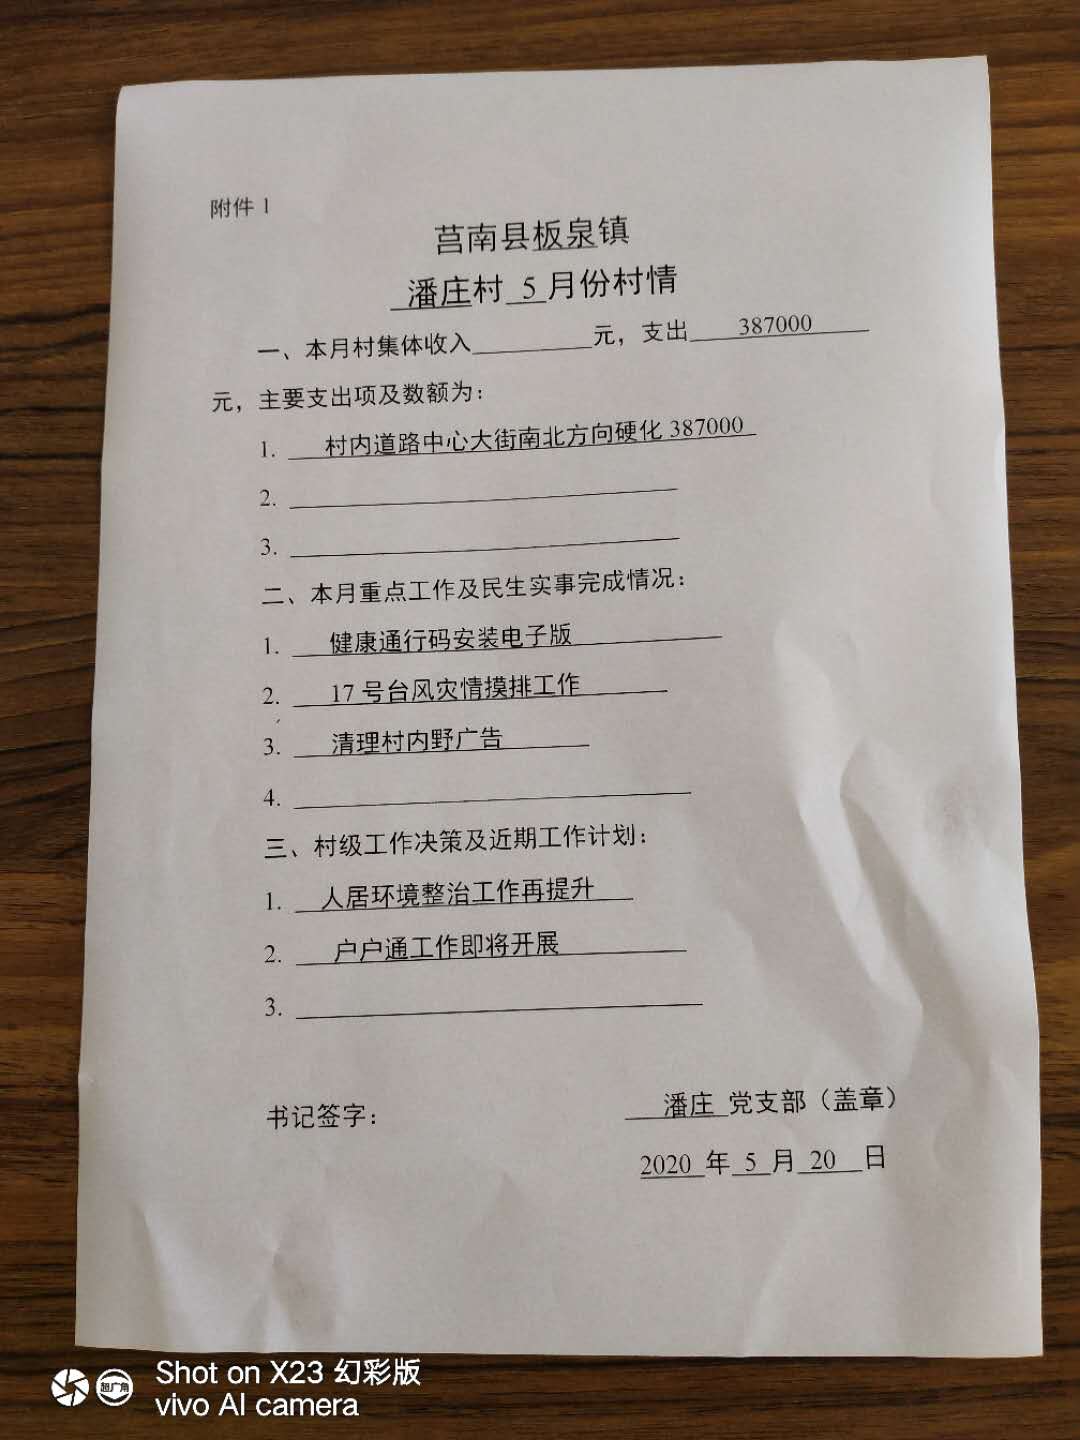 附件 1
莒南县板泉镇
潘庄村 5 月份村情
一、本月村集体收入__________元，支出 387000
元，主要支出项及数额为：
1. 村内道路中心大街南北方向硬化 387000
2.
3.
二、本月重点工作及民生实事完成情况：
1. 健康通行码安装电子版
2. 17 号台风灾情摸排工作
3. 清理村内野广告
4.
三、村级工作决策及近期工作计划：
1. 人居环境整治工作再提升
2. 户户通工作即将开展
3.
书记签字： 潘庄 党支部（盖章）
2020 年 5 月 20 日
超广角
Shot on X23 幻彩版
vivo AI camera